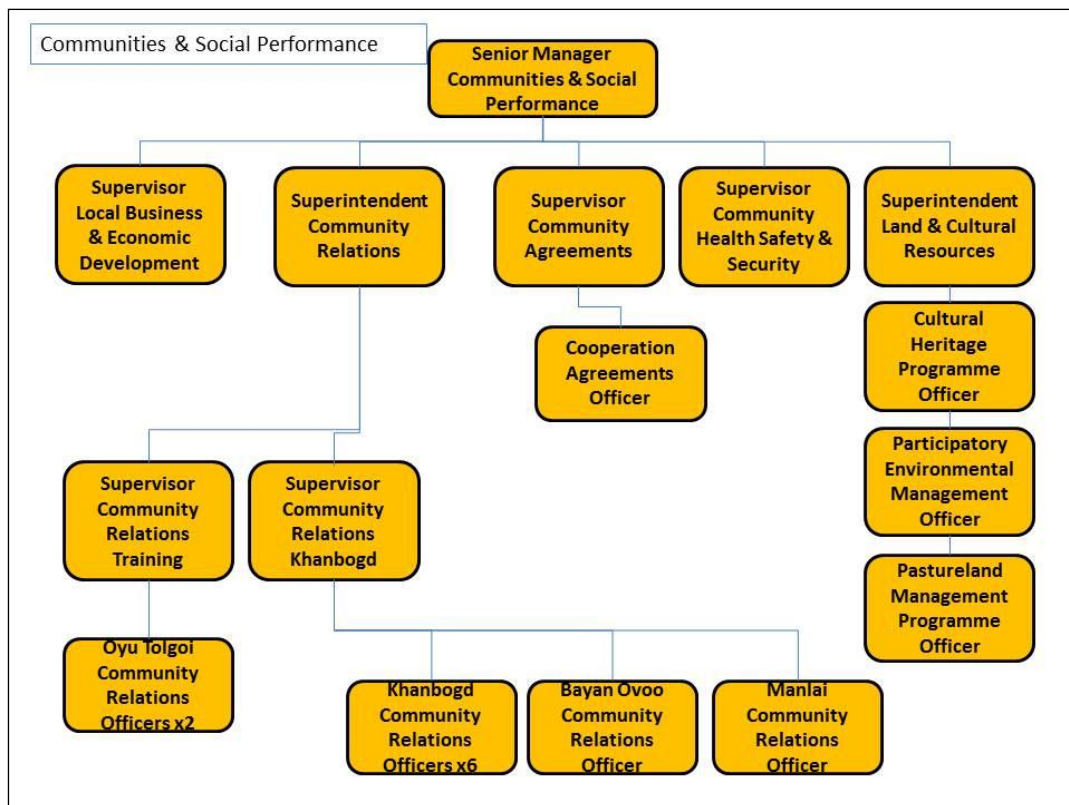 Communities & Social Performance
Senior Manager
Communities & Social
Performance
Supervisor
Local Business
& Economic
Development
Superintendent
Community
Relations
Supervisor
Community
Agreements
Supervisor
Community
Health Safety &
Security
Superintendent
Land & Cultural
Resources
Cooperation
Agreements
Officer
Cultural
Heritage
Programme
Officer
Participatory
Environmental
Management
Officer
Pastureland
Management
Programme
Officer
Supervisor
Community
Relations
Training
Supervisor
Community
Relations
Khanbogd
Oyu Tolgoi
Community
Relations
Officers x2
Khanbogd
Community
Relations
Officers x6
Bayan Ovoo
Community
Relations
Officer
Manlai
Community
Relations
Officer